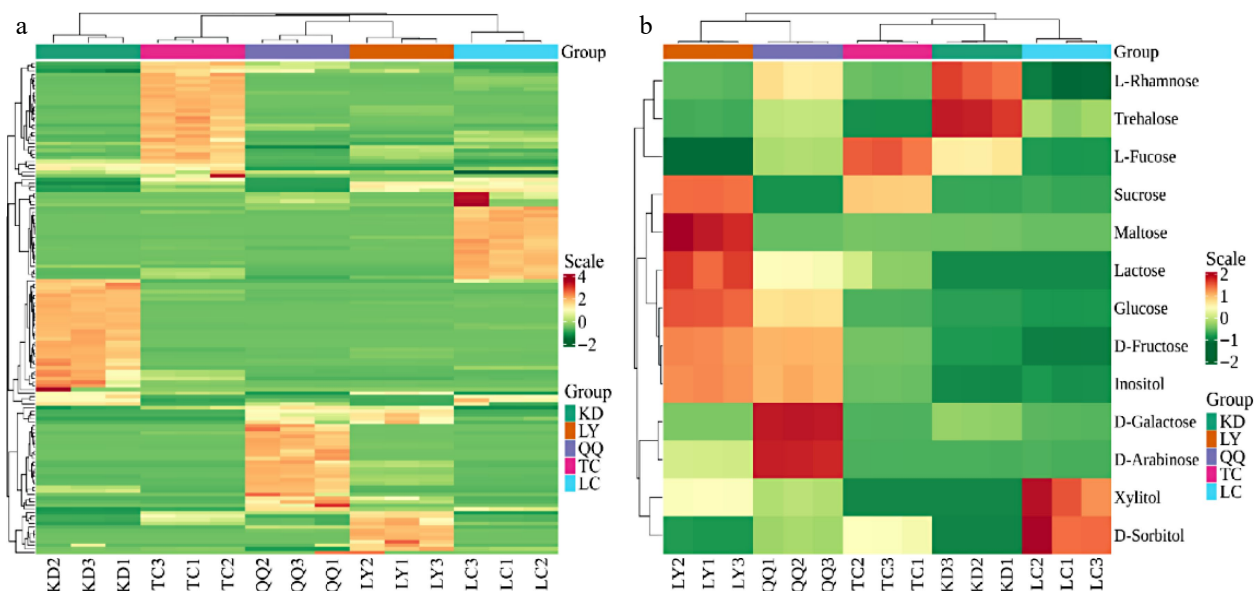 a
Group
Scale
4
2
0
−2
Group
KD
LY
QQ
TC
LC
KD2
KD3
KD1
TC3
TC1
TC2
QQ2
QQ3
QQ1
LY2
LY1
LY3
LC3
LC1
LC2
b
Group
L-Rhamnose
Trehalose
L-Fucose
Sucrose
Maltose
Lactose
Glucose
D-Fructose
Inositol
D-Galactose
D-Arabinose
Xylitol
D-Sorbitol
Scale
2
1
0
−1
−2
Group
KD
LY
QQ
TC
LC
LY2
LY1
LY3
QQ1
QQ2
QQ3
TC2
TC3
TC1
KD3
KD2
KD1
LC2
LC1
LC3